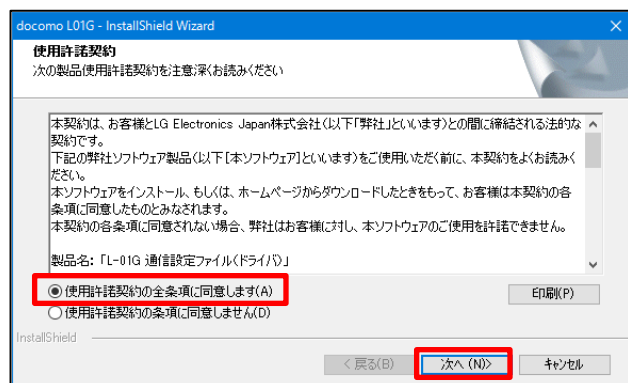 docomo L01G - InstallShield Wizard
使用許諾契約
次の製品使用許諾契約を注意深くお読みください
本契約は、お客様とLG Electronics Japan株式会社(以下「弊社」といいます)との間に締結される法的な
契約です。
下記の弊社ソフトウェア製品(以下[本ソフトウェア]といいます)をご使用いただく前に、本契約をよくお読みく
ださい。
本ソフトウェアをインストール、もしくは、ホームページからダウンロードしたときをもって、お客様は本契約の各
条項に同意したものとみなされます。
本契約の各条項に同意されない場合、弊社はお客様に対し、本ソフトウェアのご使用を許諾できません。
製品名:「L-01G 通信設定ファイル(ドライバ)」
使用許諾契約の全条項に同意します(A)
印刷(P)
使用許諾契約の条項に同意しません(D)
InstallShield
< 戻る(B)
次へ (N)>
キャンセル